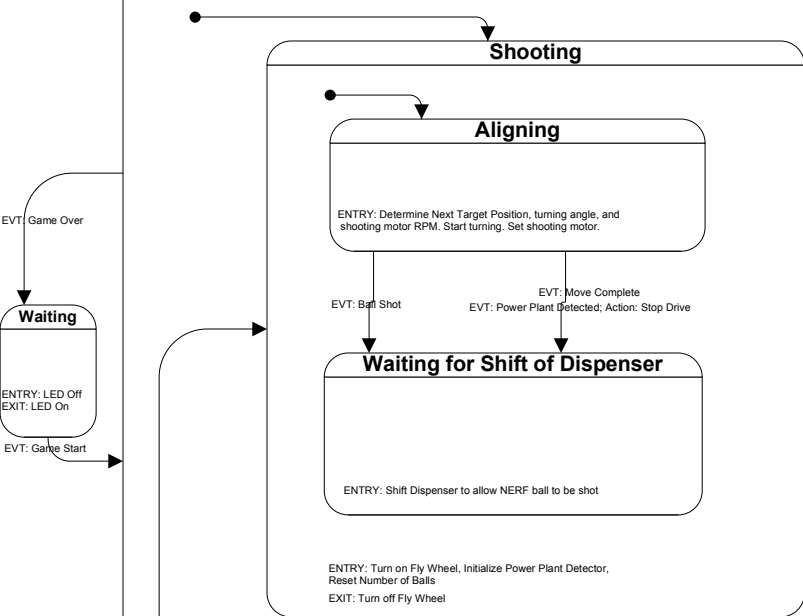 Shooting
Aligning
ENTRY: Determine Next Target Position, turning angle, and
shooting motor RPM. Start turning. Set shooting motor.
EVT: Game Over
EVT: Ball Shot
EVT: Move Complete
EVT: Power Plant Detected; Action: Stop Drive
Waiting
ENTRY: LED Off
EXIT: LED On
EVT: Game Start
Waiting for Shift of Dispenser
ENTRY: Shift Dispenser to allow NERF ball to be shot
ENTRY: Turn on Fly Wheel, Initialize Power Plant Detector,
Reset Number of Balls
EXIT: Turn off Fly Wheel